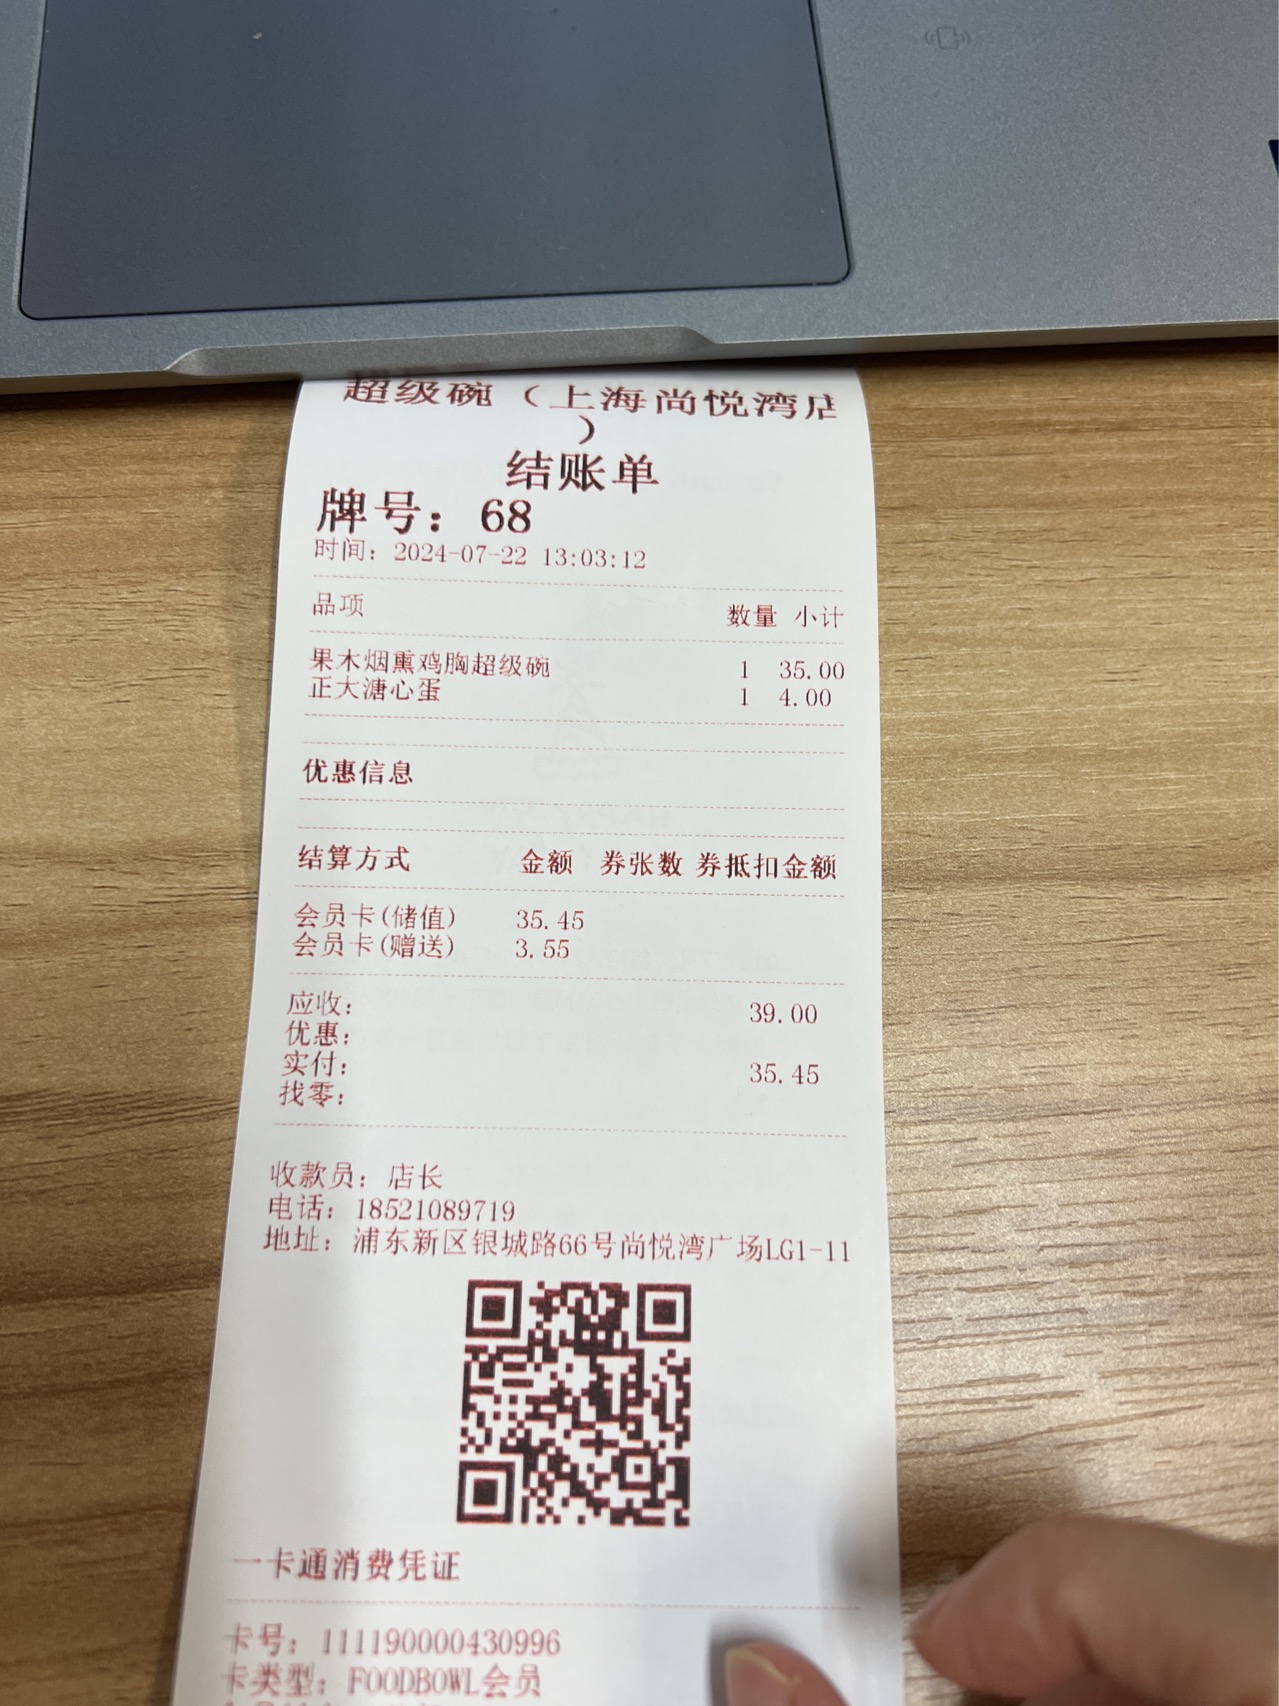 超级碗（上海尚悦湾店
）
结账单
牌号：68
时间：2024-07-22 13:03:12
品项 数量 小计
果木烟熏鸡胸超级碗 1 35.00
正大溏心蛋 1 4.00
优惠信息
结算方式 金额 券张数 券抵扣金额
会员卡(储值) 35.45
会员卡(赠送) 3.55
应收： 39.00
优惠：
实付： 35.45
找零：
收款员：店长
电话：18521089719
地址：浦东新区银城路66号尚悦湾广场LG1-11
一卡通消费凭证
卡号：1111190000430996
卡类型：FOODBOWL会员